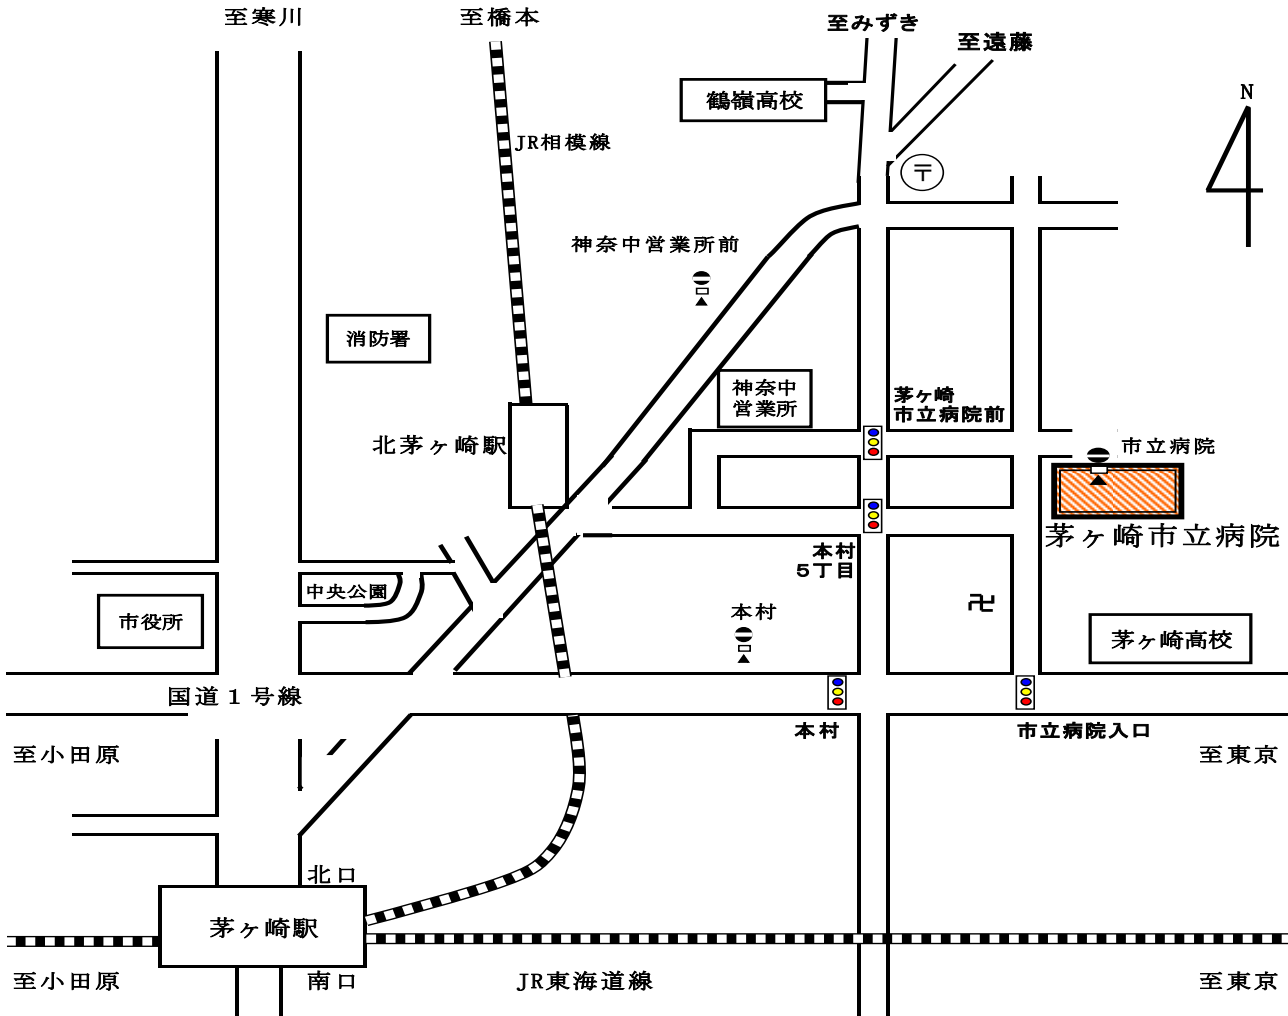 至寒川
至橋本
至みずき
至遠藤
鶴嶺高校
N
JR相模線
〒
神奈中営業所前
消防署
神奈中
営業所
茅ヶ崎
市立病院前
北茅ヶ崎駅
市立病院
茅ヶ崎市立病院
本村
5丁目
中央公園
市役所
本村
卍
茅ヶ崎高校
国道１号線
本村
市立病院入口
至小田原
至東京
北口
茅ヶ崎駅
至小田原
南口
JR東海道線
至東京